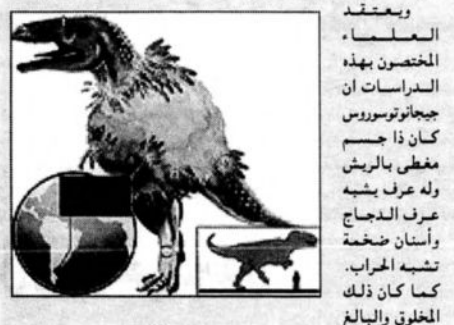 ويعتقد
العلماء
المختصون بهذه
الدراسات ان
جيجانوتوسوروس
كان ذا جسم
مغطى بالريش
وله عرف يشبه
عرف الدجاج
وأسنان ضخمة
تشبه الحراب.
كما كان ذلك
المخلوق والبالغ